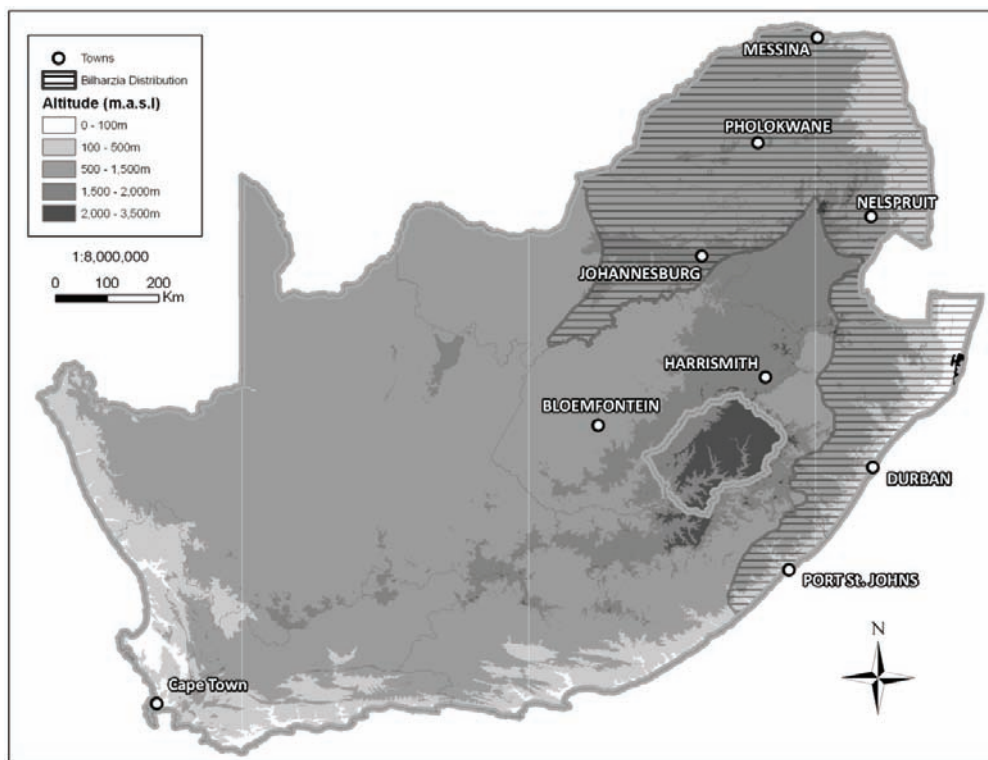 Towns
Bilharzia Distribution
Altitude (m.a.s.l)
0 - 100m
100 - 500m
500 - 1,500m
1,500 - 2,000m
2,000 - 3,500m
1:8,000,000
0 100 200
Km
MESSINA
PHOLOKWANE
NELSPRUIT
JOHANNESBURG
HARRISMITH
BLOEMFONTEIN
DURBAN
PORT St. JOHNS
Cape Town
N